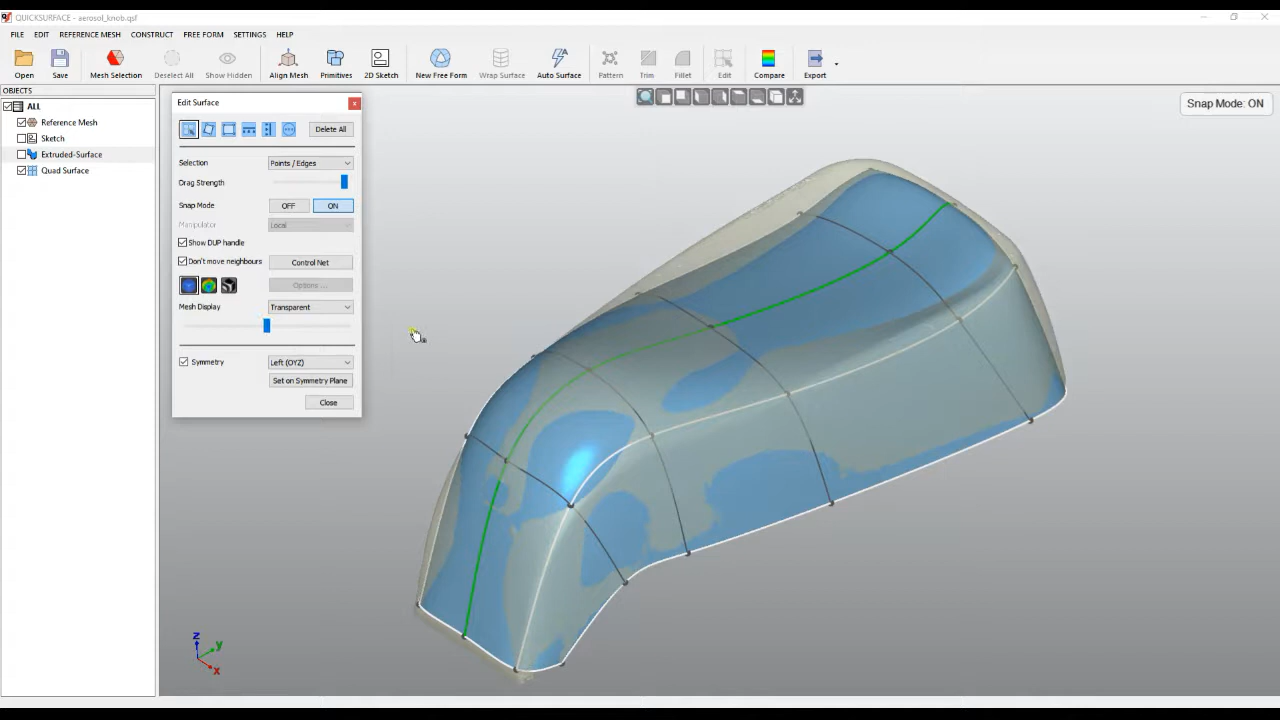 QUICKSURFACE - aerosol_knob.qsf
FILE EDIT REFERENCE MESH CONSTRUCT FREE FORM SETTINGS HELP
Open Save Mesh Selection Deselect All Show Hidden Align Mesh Primitives 2D Sketch New Free Form Wrap Surface Auto Surface Pattern Trim Fillet Edit Compare Export
OBJECTS
ALL
Reference Mesh
Sketch
Extruded-Surface
Quad Surface
Edit Surface
Delete All
Selection Points / Edges
Drag Strength
Snap Mode OFF ON
Manipulator Local
Show DUP handle
Don't move neighbours Control Net
Options ...
Mesh Display Transparent
Symmetry Left (OYZ)
Set on Symmetry Plane
Close
Snap Mode: ON
z
y
x